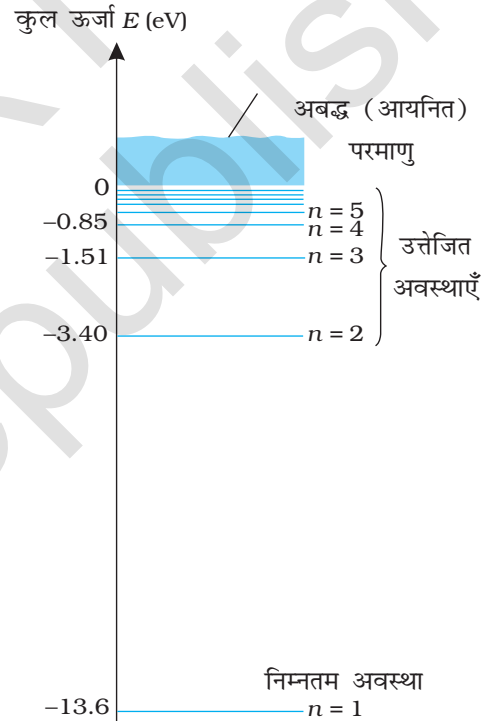 कुल ऊर्जा E (eV)
अबद्ध (आयनित)
परमाणु
0
n = 5
–0.85
n = 4
–1.51
n = 3
उत्तेजित
अवस्थाएँ
–3.40
n = 2
निम्नतम अवस्था
–13.6
n = 1